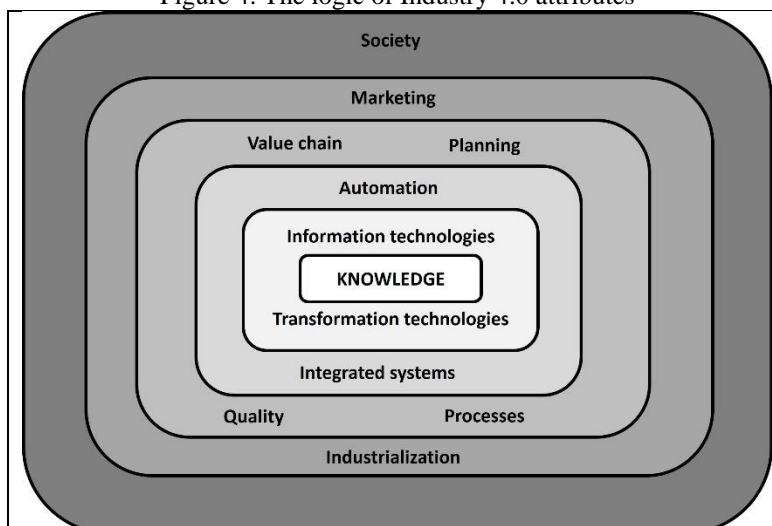 Figure 4. The logic of Industry 4.0 attributes
Society
Marketing
Value chain Planning
Automation
Information technologies
KNOWLEDGE
Transformation technologies
Integrated systems
Quality Processes
Industrialization